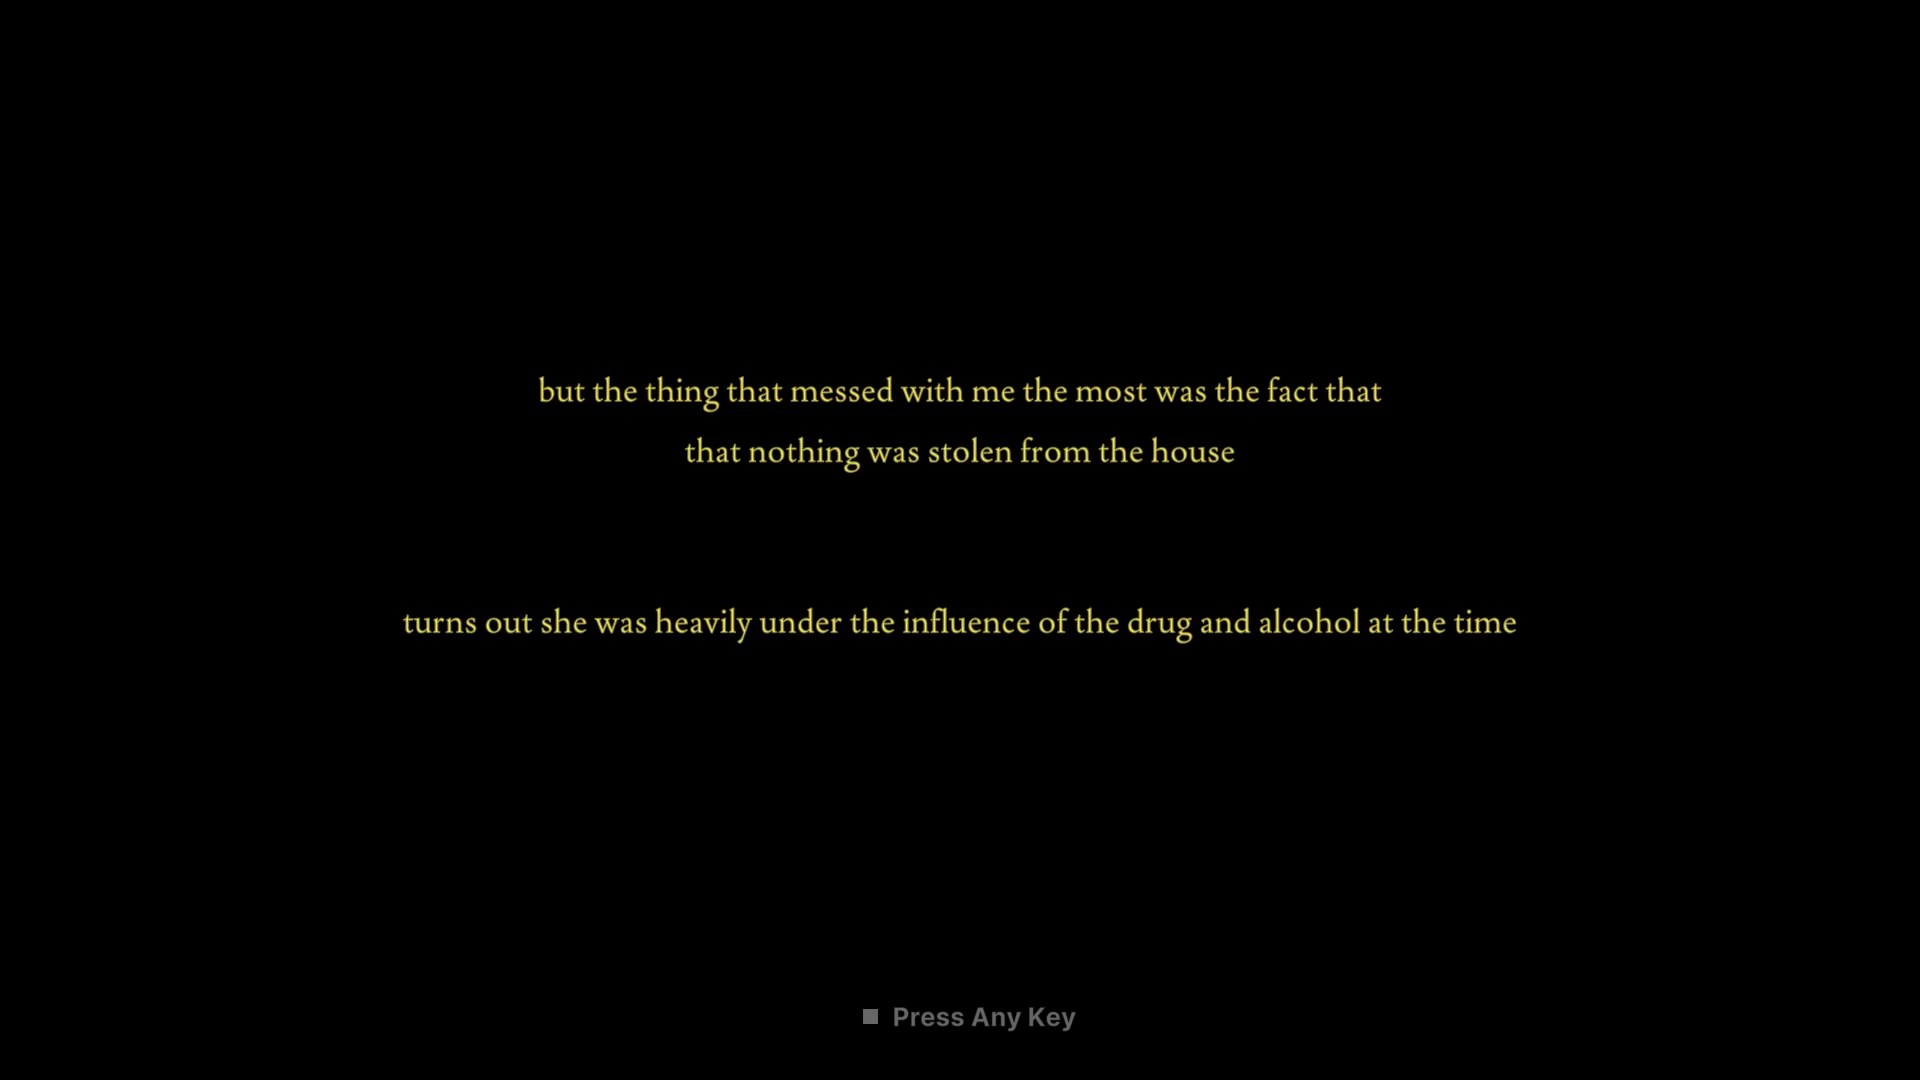 but the thing that messed with me the most was the fact that
that nothing was stolen from the house
turns out she was heavily under the influence of the drug and alcohol at the time
Press Any Key